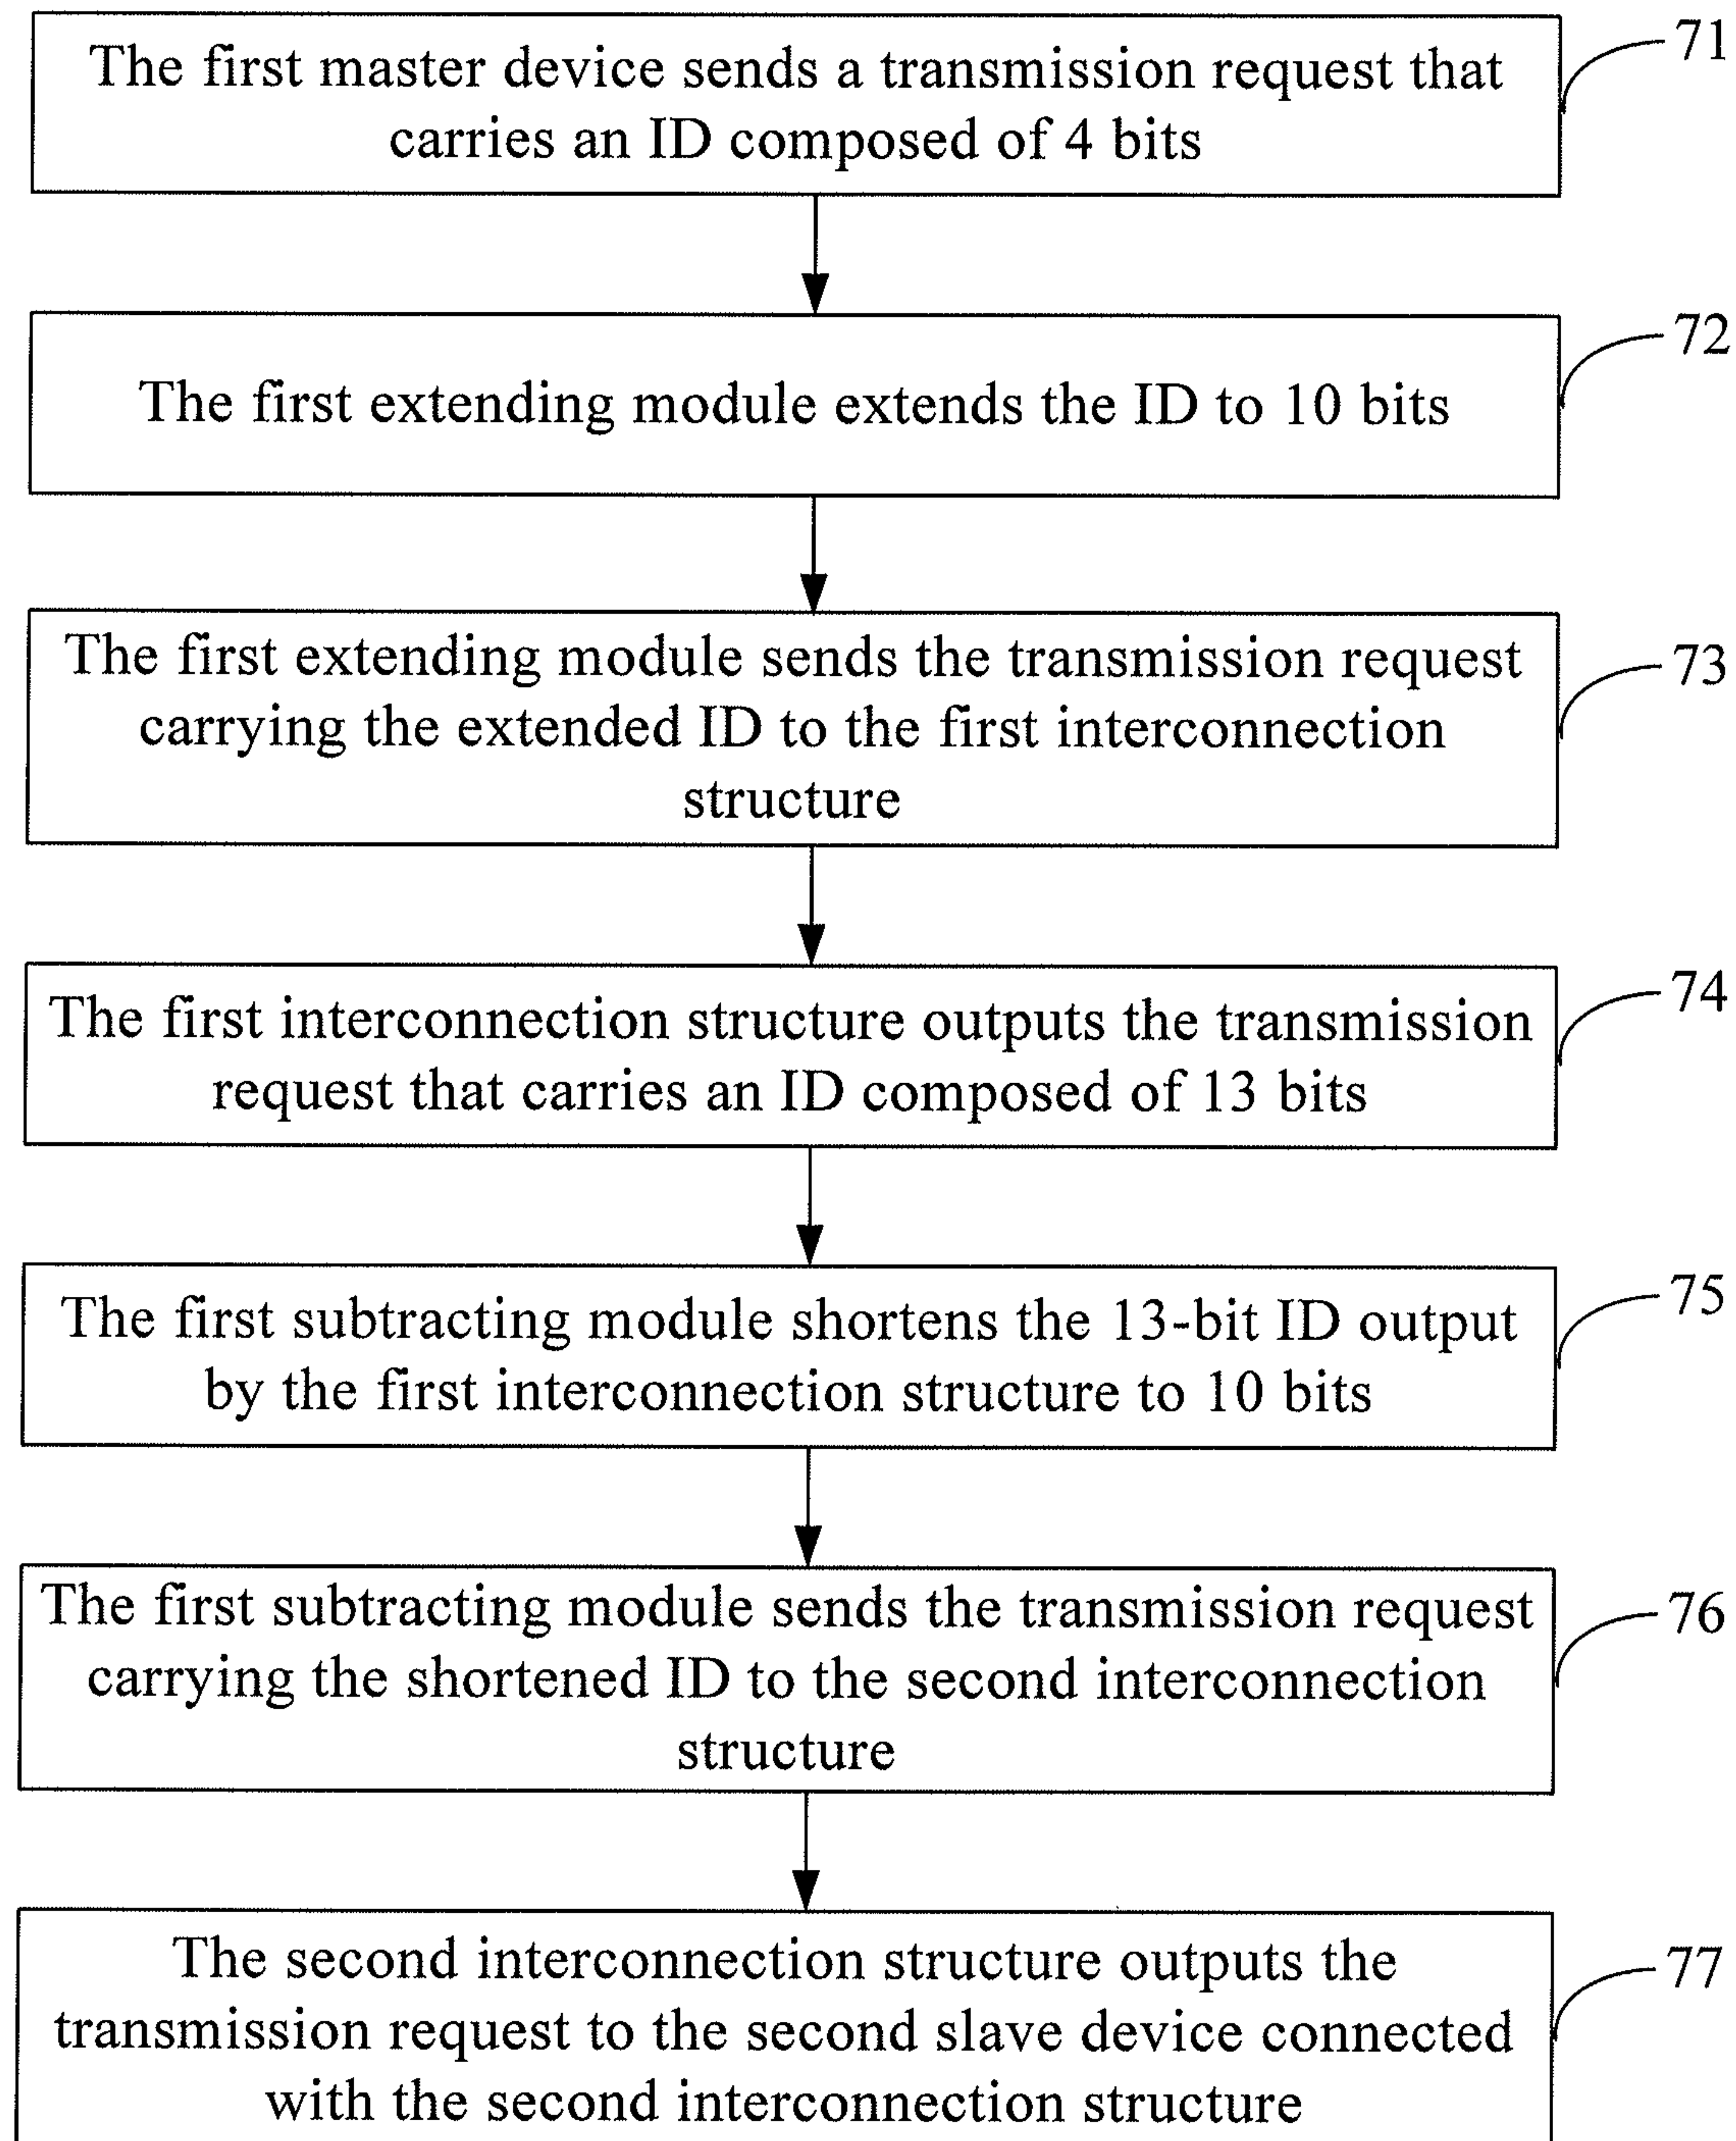 The first master device sends a transmission request that
carries an ID composed of 4 bits
71
The first extending module extends the ID to 10 bits
72
The first extending module sends the transmission request
carrying the extended ID to the first interconnection
structure
73
The first interconnection structure outputs the transmission
request that carries an ID composed of 13 bits
74
The first subtracting module shortens the 13-bit ID output
by the first interconnection structure to 10 bits
75
The first subtracting module sends the transmission request
carrying the shortened ID to the second interconnection
structure
76
The second interconnection structure outputs the
transmission request to the second slave device connected
with the second interconnection structure
77